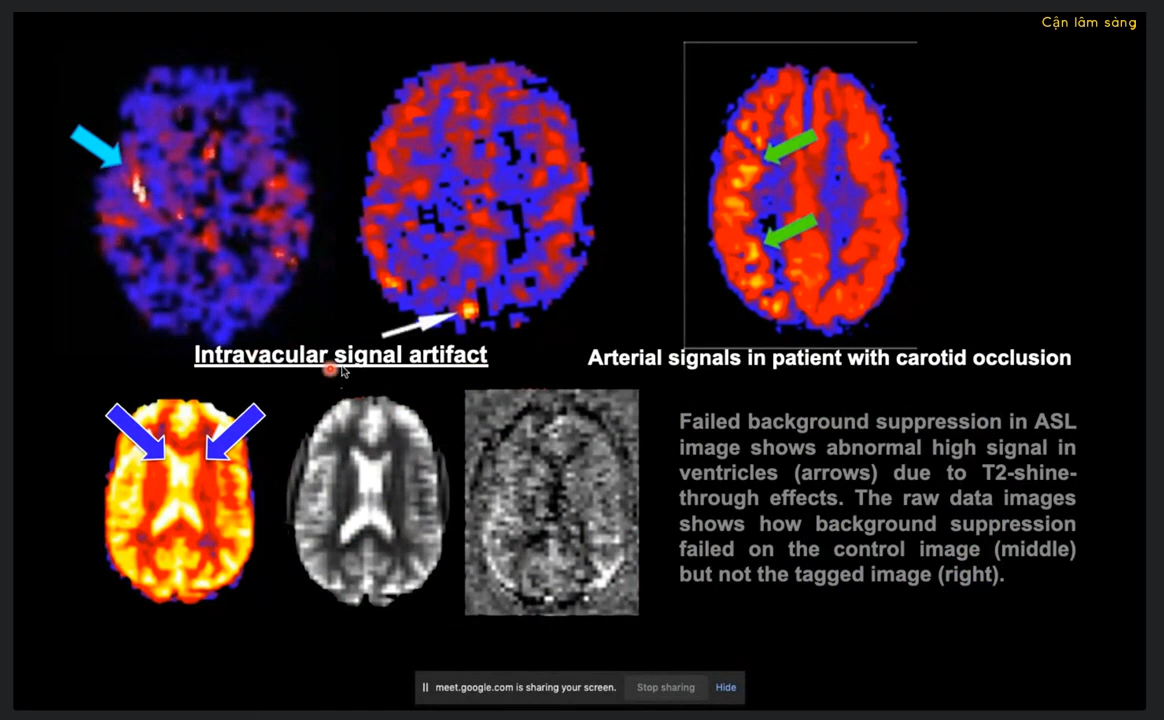 Cận lâm sàng
Intravacular signal artifact
Arterial signals in patient with carotid occlusion
Failed background suppression in ASL
image shows abnormal high signal in
ventricles (arrows) due to T2-shine-
through effects. The raw data images
shows how background suppression
failed on the control image (middle)
but not the tagged image (right).
meet.google.com is sharing your screen.
Stop sharing
Hide